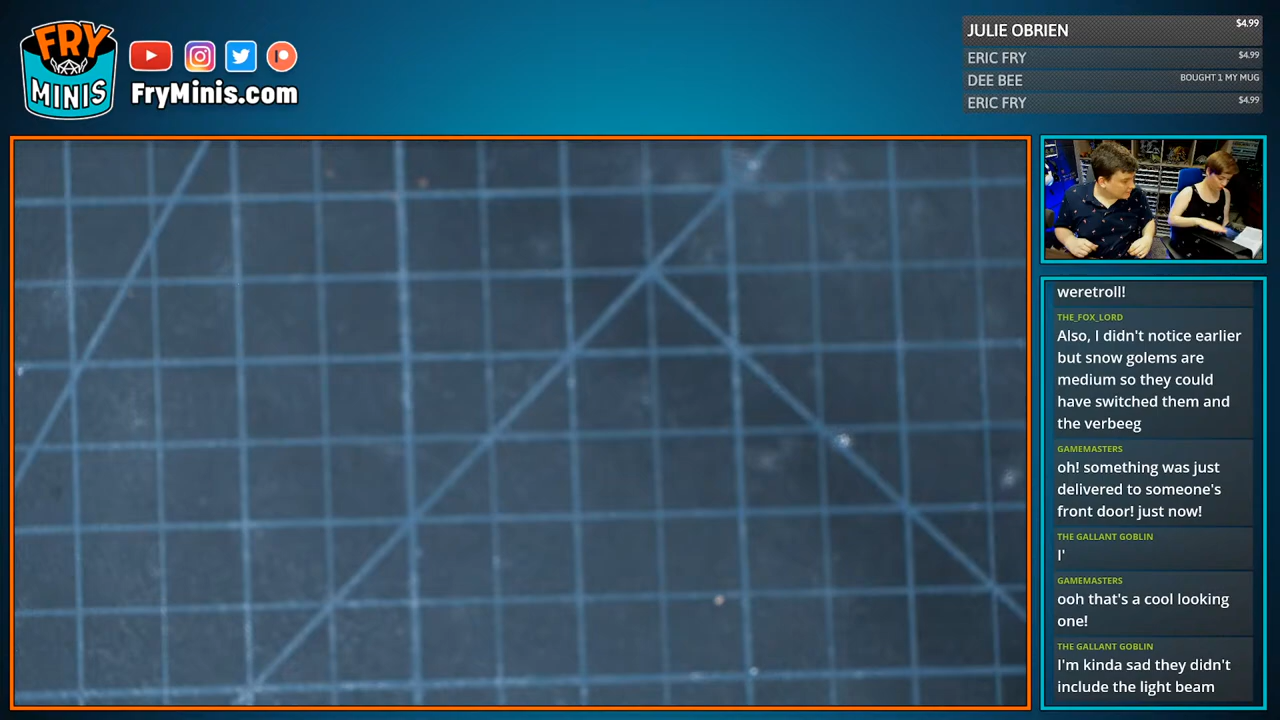 FRY
MINIS
FryMinis.com
JULIE OBRIEN $4.99
ERIC FRY $4.99
DEE BEE BOUGHT 1 MY MUG
ERIC FRY $4.99
weretroll!
THE_FOX_LORD
Also, I didn't notice earlier
but snow golems are
medium so they could
have switched them and
the verbeeg
GAMEMASTERS
oh! something was just
delivered to someone's
front door! just now!
THE GALLANT GOBLIN
I'
GAMEMASTERS
ooh that's a cool looking
one!
THE GALLANT GOBLIN
I'm kinda sad they didn't
include the light beam